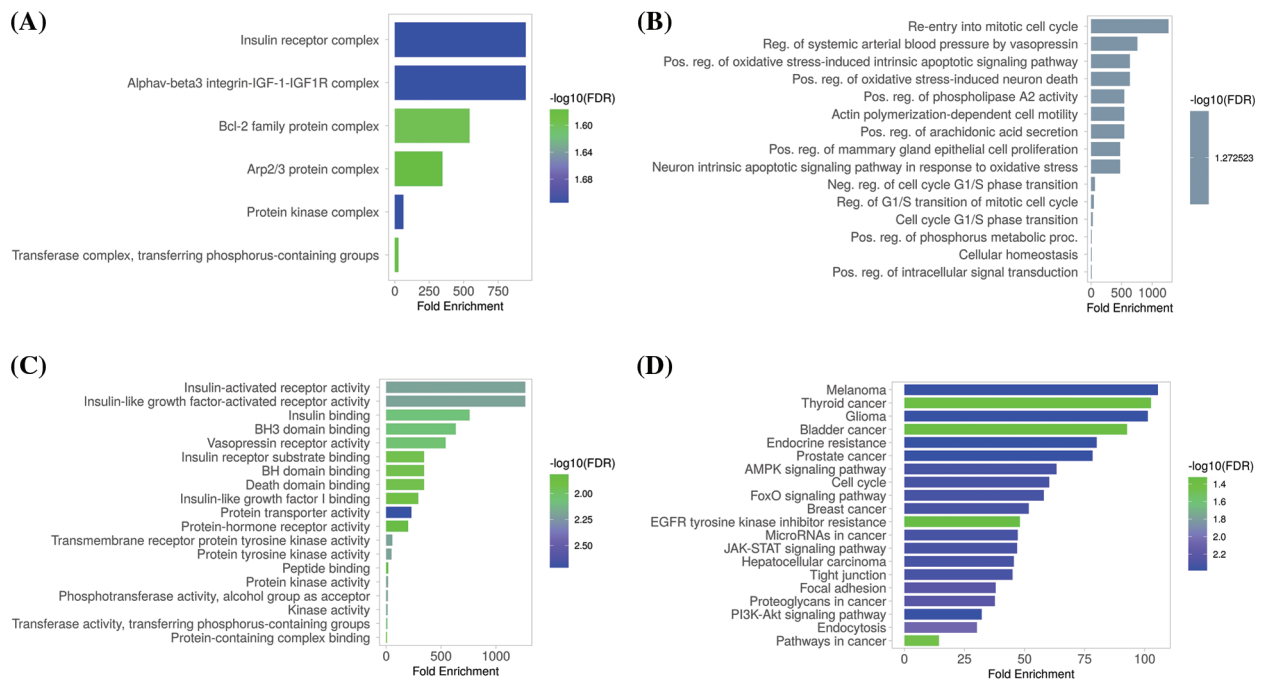 (A)
Insulin receptor complex
Alphav-beta3 integrin-IGF-1-IGF1R complex
Bcl-2 family protein complex
Arp2/3 protein complex
Protein kinase complex
Transferase complex, transferring phosphorus-containing groups
0 250 500 750
Fold Enrichment
-log10(FDR)
1.60
1.64
1.68
(B)
Re-entry into mitotic cell cycle
Reg. of systemic arterial blood pressure by vasopressin
Pos. reg. of oxidative stress-induced intrinsic apoptotic signaling pathway
Pos. reg. of oxidative stress-induced neuron death
Pos. reg. of phospholipase A2 activity
Actin polymerization-dependent cell motility
Pos. reg. of arachidonic acid secretion
Pos. reg. of mammary gland epithelial cell proliferation
Neuron intrinsic apoptotic signaling pathway in response to oxidative stress
Neg. reg. of cell cycle G1/S phase transition
Reg. of G1/S transition of mitotic cell cycle
Cell cycle G1/S phase transition
Pos. reg. of phosphorus metabolic proc.
Cellular homeostasis
Pos. reg. of intracellular signal transduction
0 500 1000
Fold Enrichment
-log10(FDR)
1.272523
(C)
Insulin-activated receptor activity
Insulin-like growth factor-activated receptor activity
Insulin binding
BH3 domain binding
Vasopressin receptor activity
Insulin receptor substrate binding
BH domain binding
Death domain binding
Insulin-like growth factor I binding
Protein transporter activity
Protein-hormone receptor activity
Transmembrane receptor protein tyrosine kinase activity
Protein tyrosine kinase activity
Peptide binding
Protein kinase activity
Phosphotransferase activity, alcohol group as acceptor
Kinase activity
Transferase activity, transferring phosphorus-containing groups
Protein-containing complex binding
0 500 1000
Fold Enrichment
-log10(FDR)
2.00
2.25
2.50
(D)
Melanoma
Thyroid cancer
Glioma
Bladder cancer
Endocrine resistance
Prostate cancer
AMPK signaling pathway
Cell cycle
FoxO signaling pathway
Breast cancer
EGFR tyrosine kinase inhibitor resistance
MicroRNAs in cancer
JAK-STAT signaling pathway
Hepatocellular carcinoma
Tight junction
Focal adhesion
Proteoglycans in cancer
PI3K-Akt signaling pathway
Endocytosis
Pathways in cancer
0 25 50 75 100
Fold Enrichment
-log10(FDR)
1.4
1.6
1.8
2.0
2.2